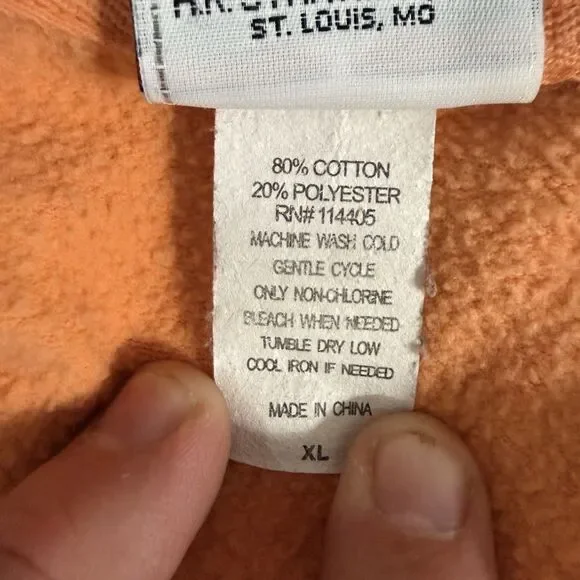 ST. LOUIS, MO
80% COTTON
20% POLYESTER
RN# 114405
MACHINE WASH COLD
GENTLE CYCLE
ONLY NON-CHLORINE
BLEACH WHEN NEEDED
TUMBLE DRY LOW
COOL IRON IF NEEDED
MADE IN CHINA
XL